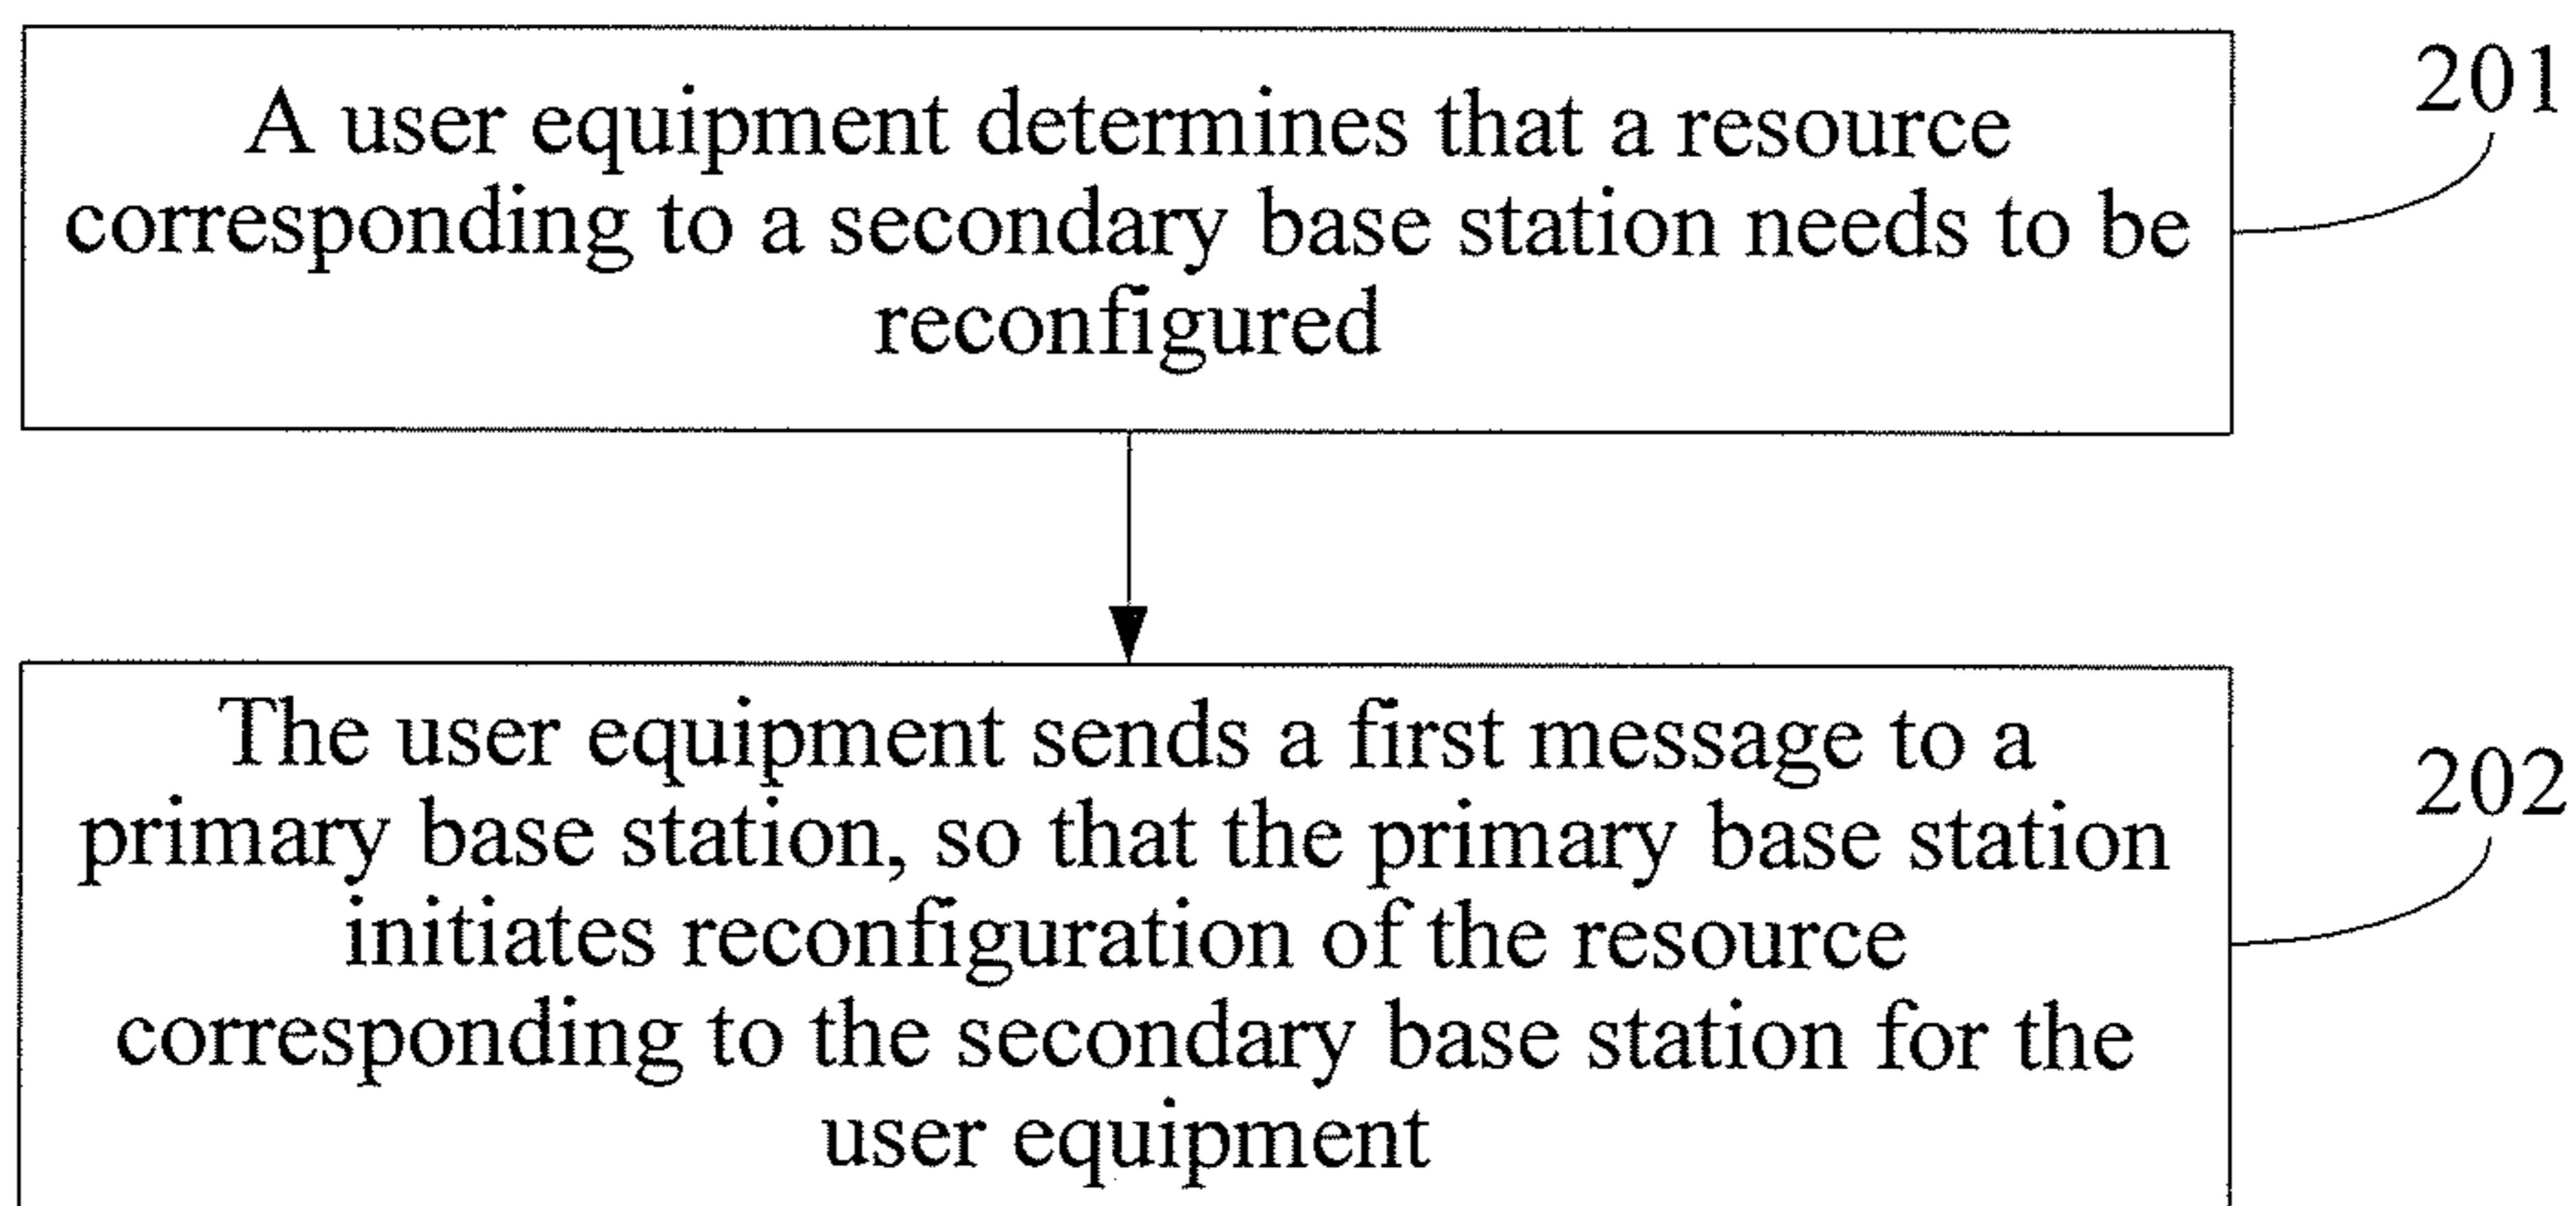 A user equipment determines that a resource
corresponding to a secondary base station needs to be
reconfigured
201
The user equipment sends a first message to a
primary base station, so that the primary base station
initiates reconfiguration of the resource
corresponding to the secondary base station for the
user equipment
202